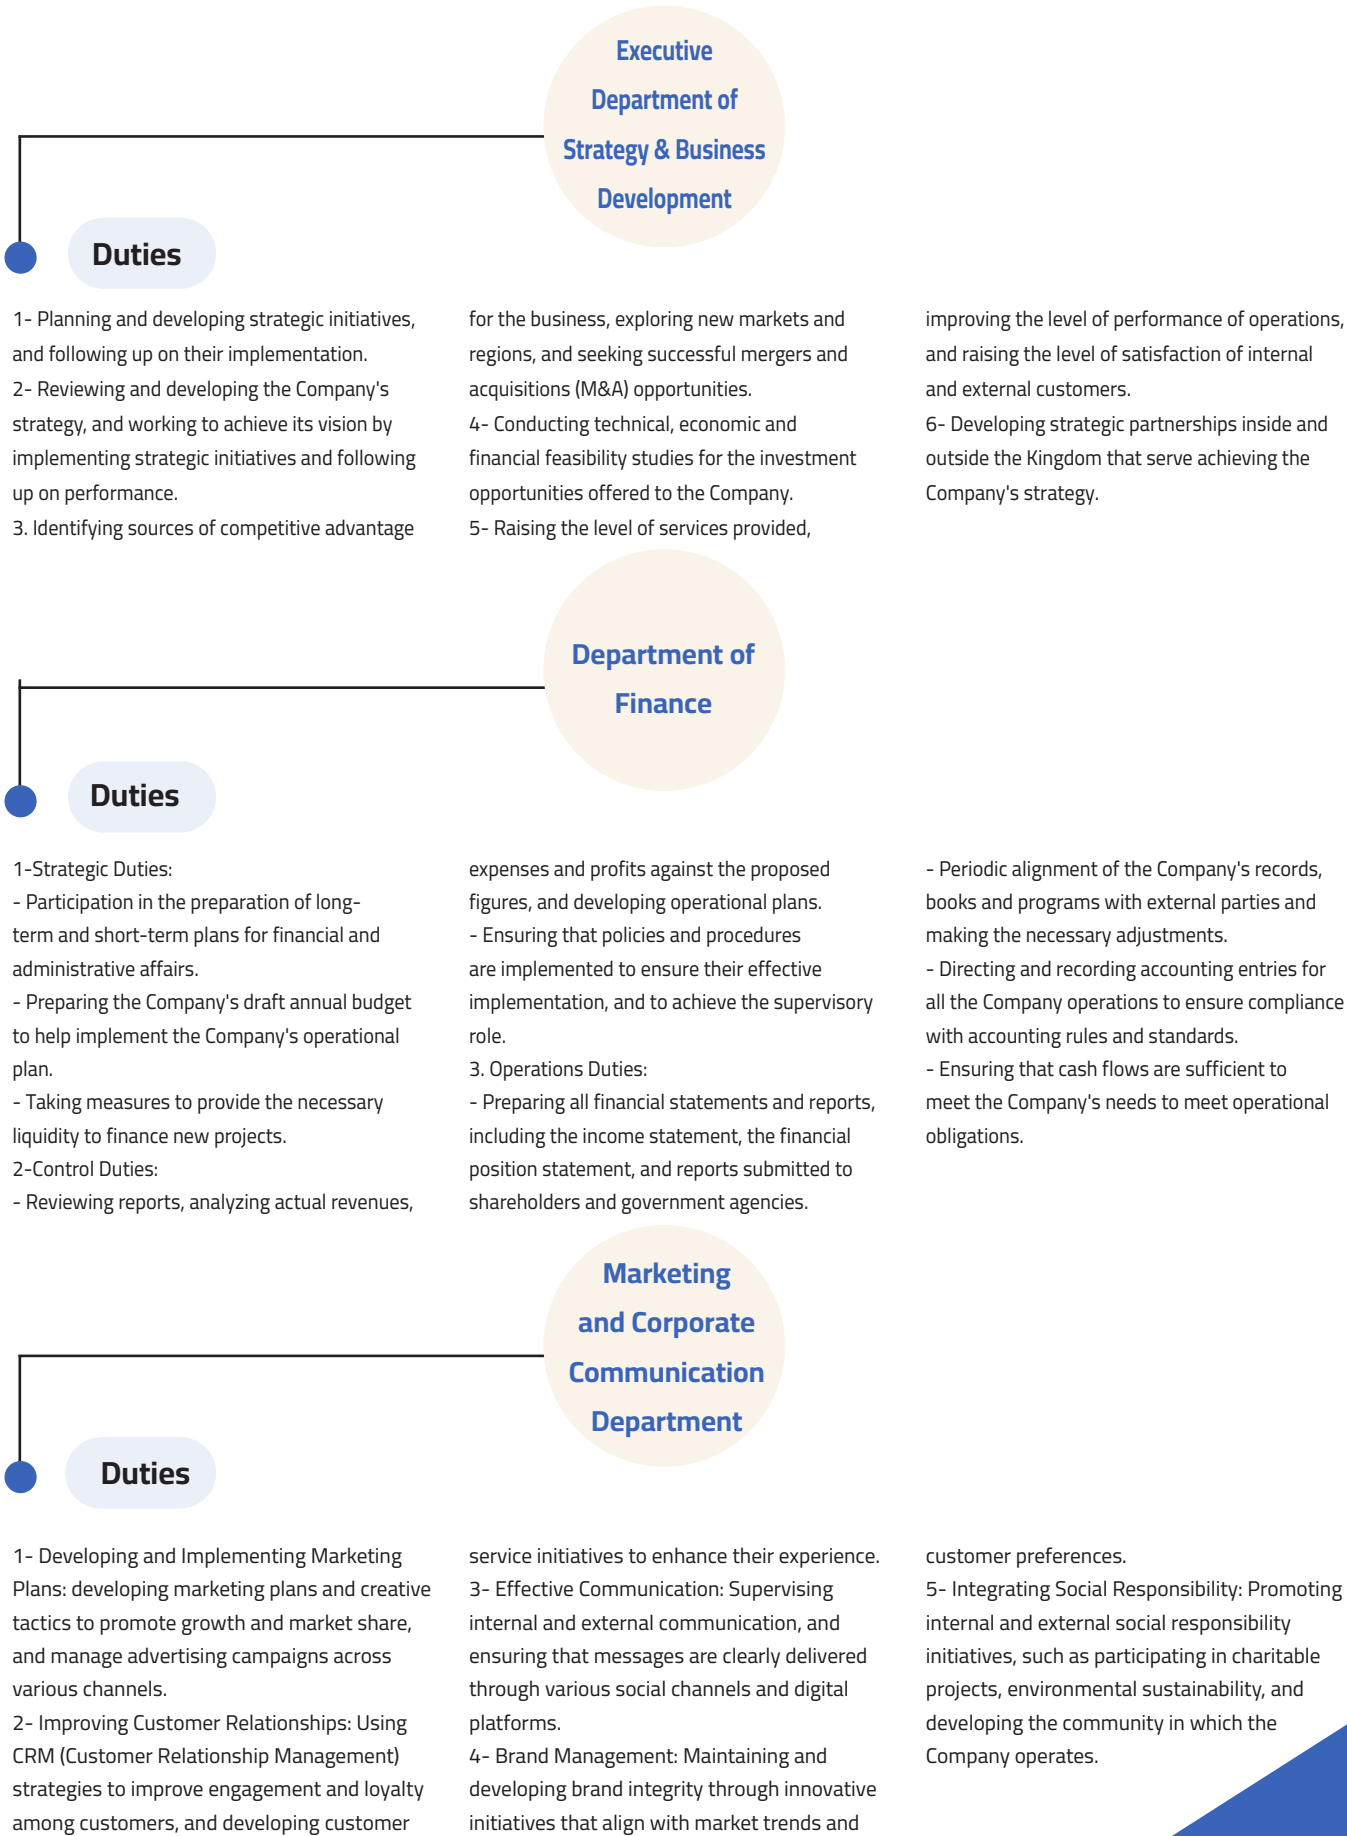 Executive
Department of
Strategy & Business
Development
Duties
1- Planning and developing strategic initiatives,
and following up on their implementation.
2- Reviewing and developing the Company's
strategy, and working to achieve its vision by
implementing strategic initiatives and following
up on performance.
3. Identifying sources of competitive advantage
for the business, exploring new markets and
regions, and seeking successful mergers and
acquisitions (M&A) opportunities.
4- Conducting technical, economic and
financial feasibility studies for the investment
opportunities offered to the Company.
5- Raising the level of services provided,
improving the level of performance of operations,
and raising the level of satisfaction of internal
and external customers.
6- Developing strategic partnerships inside and
outside the Kingdom that serve achieving the
Company's strategy.
Department of
Finance
Duties
1-Strategic Duties:
- Participation in the preparation of long-
term and short-term plans for financial and
administrative affairs.
- Preparing the Company's draft annual budget
to help implement the Company's operational
plan.
- Taking measures to provide the necessary
liquidity to finance new projects.
2-Control Duties:
- Reviewing reports, analyzing actual revenues,
expenses and profits against the proposed
figures, and developing operational plans.
- Ensuring that policies and procedures
are implemented to ensure their effective
implementation, and to achieve the supervisory
role.
3. Operations Duties:
- Preparing all financial statements and reports,
including the income statement, the financial
position statement, and reports submitted to
shareholders and government agencies.
- Periodic alignment of the Company's records,
books and programs with external parties and
making the necessary adjustments.
- Directing and recording accounting entries for
all the Company operations to ensure compliance
with accounting rules and standards.
- Ensuring that cash flows are sufficient to
meet the Company's needs to meet operational
obligations.
Marketing
and Corporate
Communication
Department
Duties
1- Developing and Implementing Marketing
Plans: developing marketing plans and creative
tactics to promote growth and market share,
and manage advertising campaigns across
various channels.
2- Improving Customer Relationships: Using
CRM (Customer Relationship Management)
strategies to improve engagement and loyalty
among customers, and developing customer
service initiatives to enhance their experience.
3- Effective Communication: Supervising
internal and external communication, and
ensuring that messages are clearly delivered
through various social channels and digital
platforms.
4- Brand Management: Maintaining and
developing brand integrity through innovative
initiatives that align with market trends and
customer preferences.
5- Integrating Social Responsibility: Promoting
internal and external social responsibility
initiatives, such as participating in charitable
projects, environmental sustainability, and
developing the community in which the
Company operates.